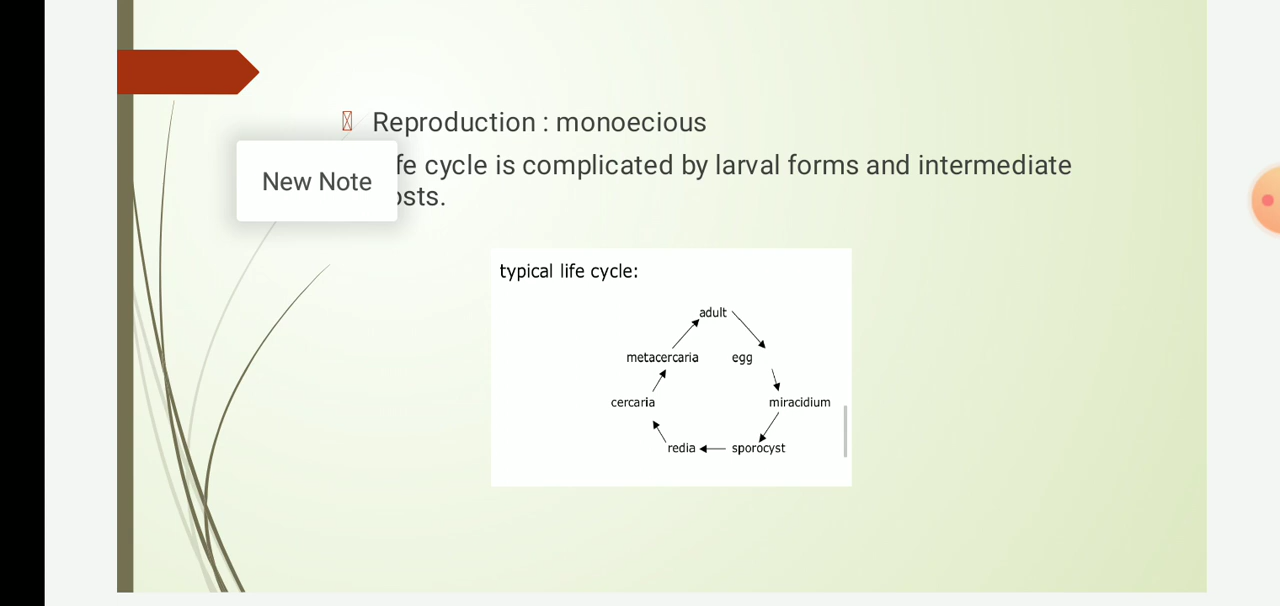 Reproduction : monoecious
fe cycle is complicated by larval forms and intermediate
New Note
osts.
typical life cycle:
adult
metacercaria
egg
cercaria
miracidium
redia
sporocyst